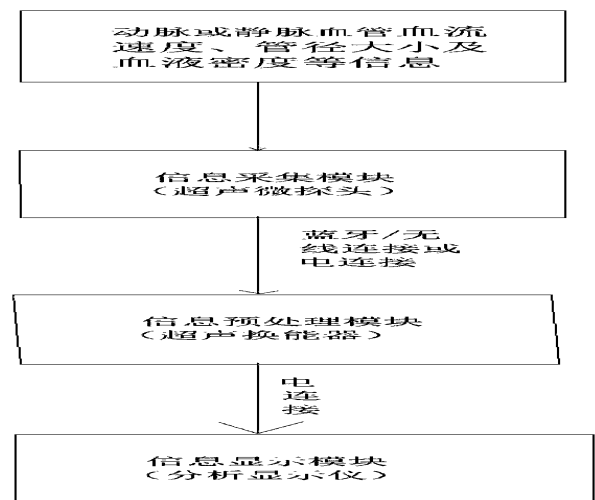 动脉或静脉血管血流
速度、管径大小及
血液密度等信息
信息采集模块
（超声微探头）
蓝牙/无
线连接或
电连接
信息预处理模块
（超声换能器）
电
连
接
信息显示模块
（分析显示仪）